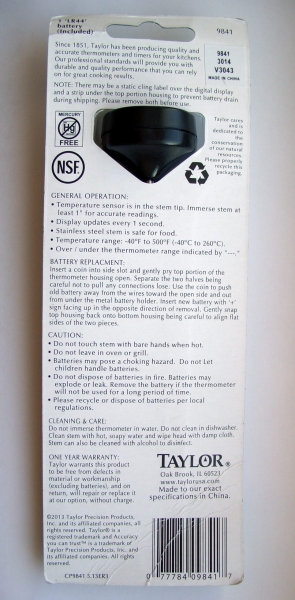 1 'LR44'
battery
(included)
9841
Since 1851, Taylor has been producing quality and
accurate thermometers and timers for your kitchen.
Our professional standards will provide you with
durable and quality performance that you can rely
on for great cooking results.
9841
3014
V3043
MADE IN CHINA
NOTE: There may be a static cling label over the digital display
and a strip under the top portion housing to prevent battery drain
during shipping. Please remove both before use.
MERCURY
Hg
FREE
NSF®
Taylor cares
and is
dedicated to
the
conservation
of our natural
resources.
Please properly
recycle this
packaging.
GENERAL OPERATION:
• Temperature sensor is in the stem tip. Immerse stem at
least 1" for accurate readings.
• Display updates every 1 second.
• Stainless steel stem is safe for food.
• Temperature range: -40°F to 500°F (-40°C to 260°C).
• Over / under the thermometer range indicated by "---."
BATTERY REPLACMENT:
Insert a coin into side slot and gently pry top portion of the
thermometer housing open. Separate the two halves being
careful not to pull any connections lose. Use the coin to push
old battery away from the wires toward the open side and out
from under the metal battery holder. Insert new battery with '+'
sign facing up in the opposite direction of removal. Gently snap
top housing back onto bottom housing being careful to align flat
sides of the two pieces.
CAUTION:
• Do not touch stem with bare hands when hot.
• Do not leave in oven or grill.
• Batteries may pose a choking hazard. Do not Let
children handle batteries.
• Do not dispose of batteries in fire. Batteries may
explode or leak. Remove the battery if the thermometer
will not be used for a long period of time.
• Please recycle or dispose of batteries per local
regulations.
CLEANING & CARE:
Do not immerse thermometer in water. Do not clean in dishwasher.
Clean stem with hot, soapy water and wipe head with damp cloth.
Stem can also be cleaned with alcohol to disinfect.
ONE YEAR WARRANTY:
Taylor warrants this product
to be free from defects in
material or workmanship
(excluding batteries), and on
return, will repair or replace it
at our option, without charge.
TAYLOR®
Oak Brook, IL 60523
www.taylorusa.com
Made to our exact
specifications in China.
©2013 Taylor Precision Products,
Inc. and its affiliated companies, all
rights reserved. Taylor® is a
registered trademark and Accuracy
you can trust™ is a trademark of
Taylor Precision Products, Inc. and
its affiliated companies. All rights
reserved.
CP9841.5.13ER3
0 77784 09841 7